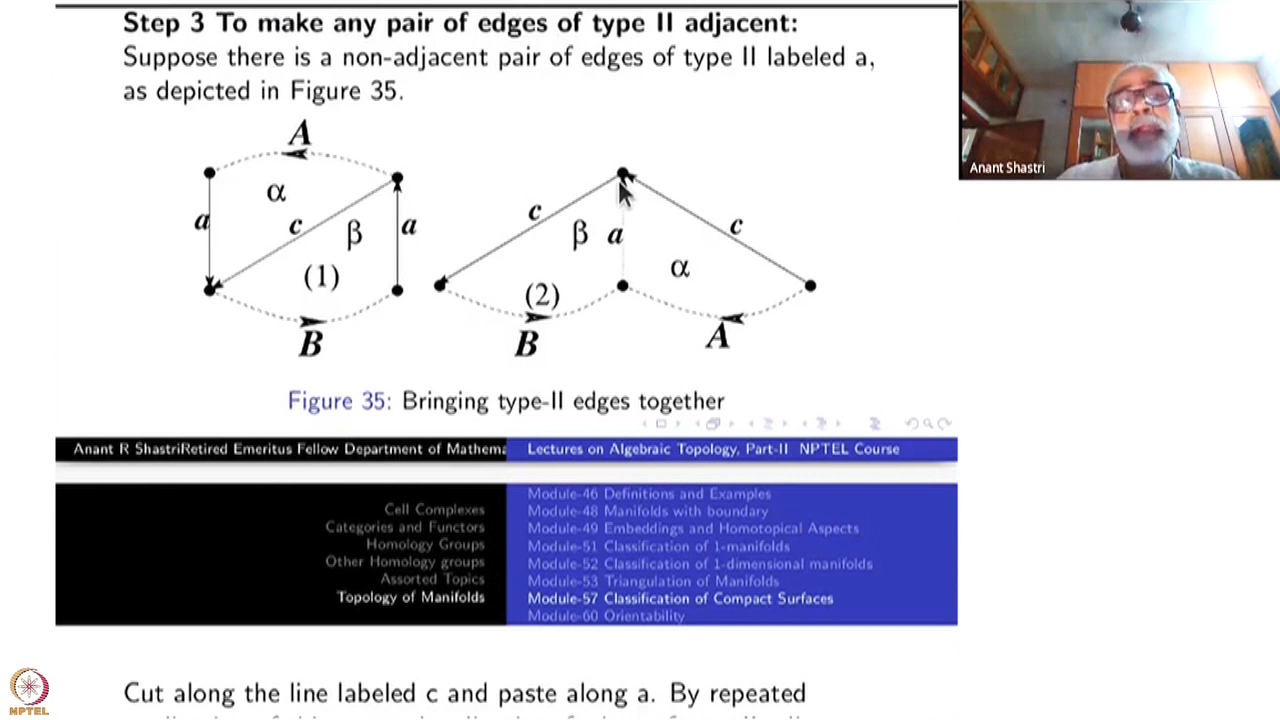 Step 3 To make any pair of edges of type II adjacent:
Suppose there is a non-adjacent pair of edges of type II labeled a,
as depicted in Figure 35.
A
α
a
c
β
a
(1)
B
c
β a
c
α
(2)
B
A
Figure 35: Bringing type-II edges together
Anant R ShastriRetired Emeritus Fellow Department of Mathema
Lectures on Algebraic Topology, Part-II NPTEL Course
Cell Complexes
Categories and Functors
Homology Groups
Other Homology groups
Assorted Topics
Topology of Manifolds
Module-46 Definitions and Examples
Module-48 Manifolds with boundary
Module-49 Embeddings and Homotopical Aspects
Module-51 Classification of 1-manifolds
Module-52 Classification of 1-dimensional manifolds
Module-53 Triangulation of Manifolds
Module-57 Classification of Compact Surfaces
Module-60 Orientability
Cut along the line labeled c and paste along a. By repeated
Anant Shastri
NPTEL